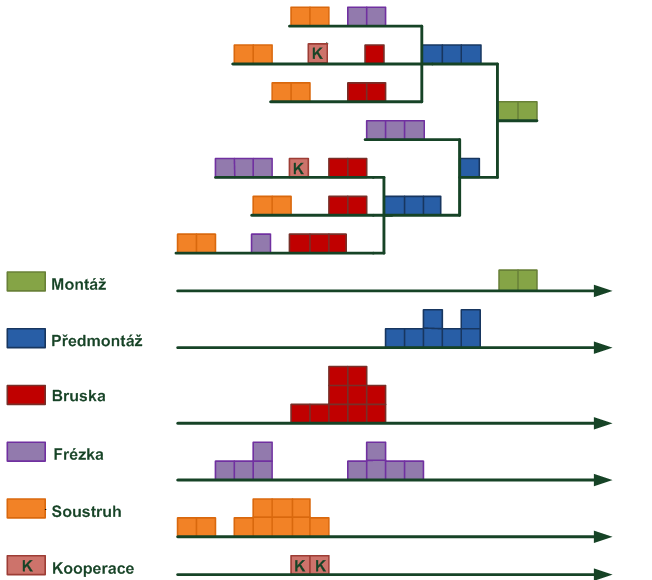 K
K
Montáž
Předmontáž
Bruska
Frézka
Soustruh
K Kooperace K K